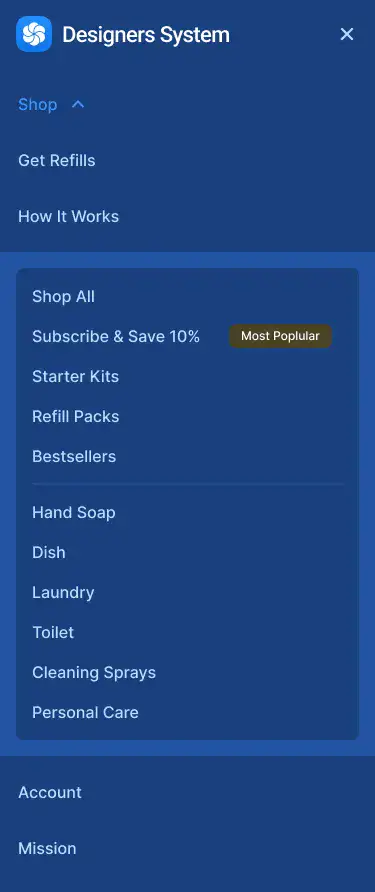 Designers System
Shop
Get Refills
How It Works
Shop All
Subscribe & Save 10% Most Poplular
Starter Kits
Refill Packs
Bestsellers
Hand Soap
Dish
Laundry
Toilet
Cleaning Sprays
Personal Care
Account
Mission